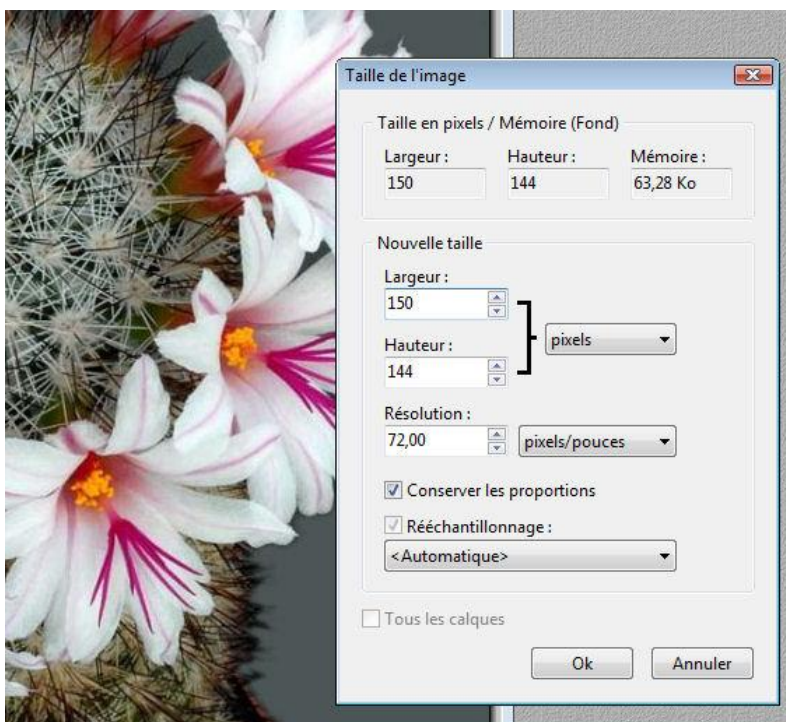 Taille de l'image
Taille en pixels / Mémoire (Fond)
Largeur : Hauteur : Mémoire :
150 144 63,28 Ko
Nouvelle taille
Largeur :
150
pixels
Hauteur :
144
Résolution :
72,00 pixels/pouces
Conserver les proportions
Rééchantillonnage :
<Automatique>
Tous les calques
Ok Annuler